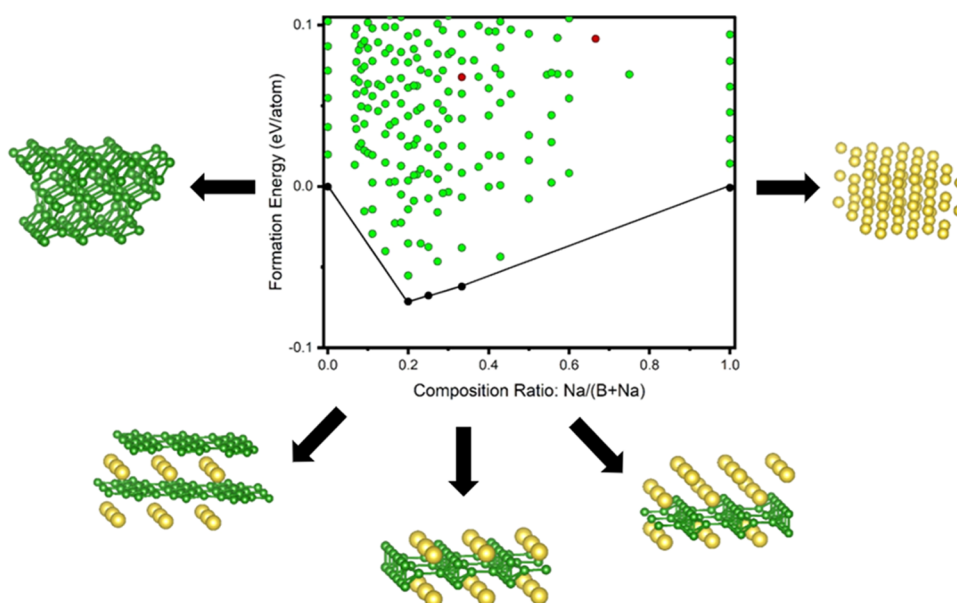 0.1
0.0
-0.1
Formation Energy (eV/atom)
0.0 0.2 0.4 0.6 0.8 1.0
Composition Ratio: Na/(B+Na)